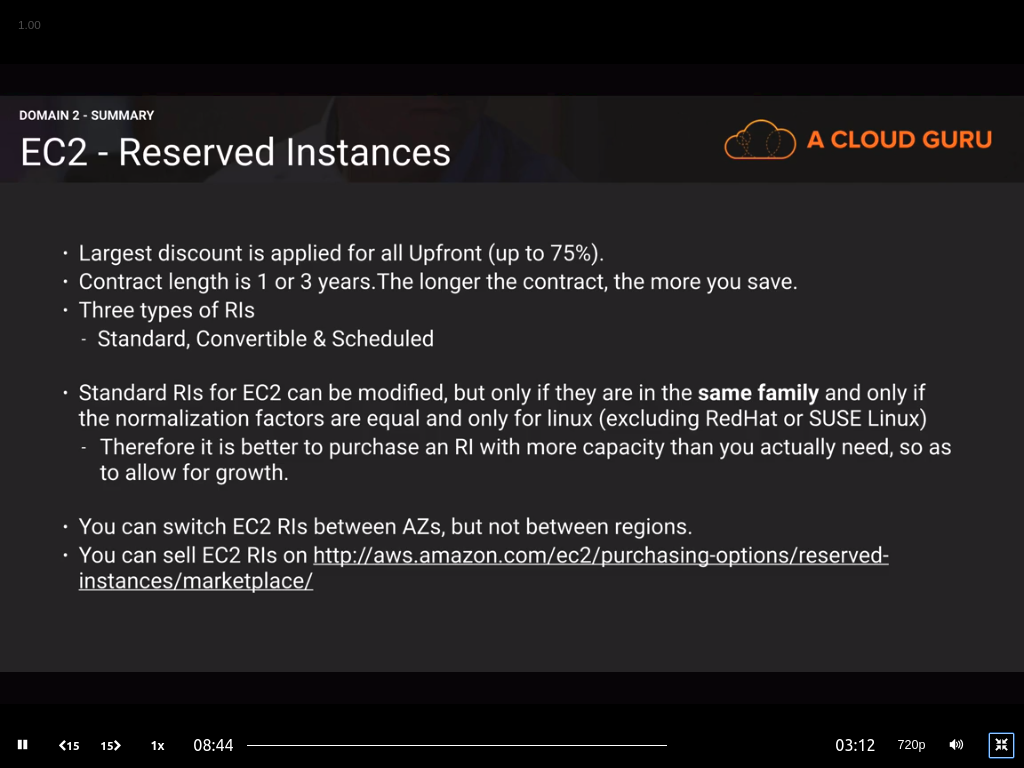 1.00
DOMAIN 2 - SUMMARY
EC2 - Reserved Instances
A CLOUD GURU
· Largest discount is applied for all Upfront (up to 75%).
· Contract length is 1 or 3 years.The longer the contract, the more you save.
· Three types of RIs
- Standard, Convertible & Scheduled
· Standard RIs for EC2 can be modified, but only if they are in the same family and only if
the normalization factors are equal and only for linux (excluding RedHat or SUSE Linux)
- Therefore it is better to purchase an RI with more capacity than you actually need, so as
to allow for growth.
· You can switch EC2 RIs between AZs, but not between regions.
· You can sell EC2 RIs on http://aws.amazon.com/ec2/purchasing-options/reserved-
instances/marketplace/
15 15 1x 08:44 03:12 720p